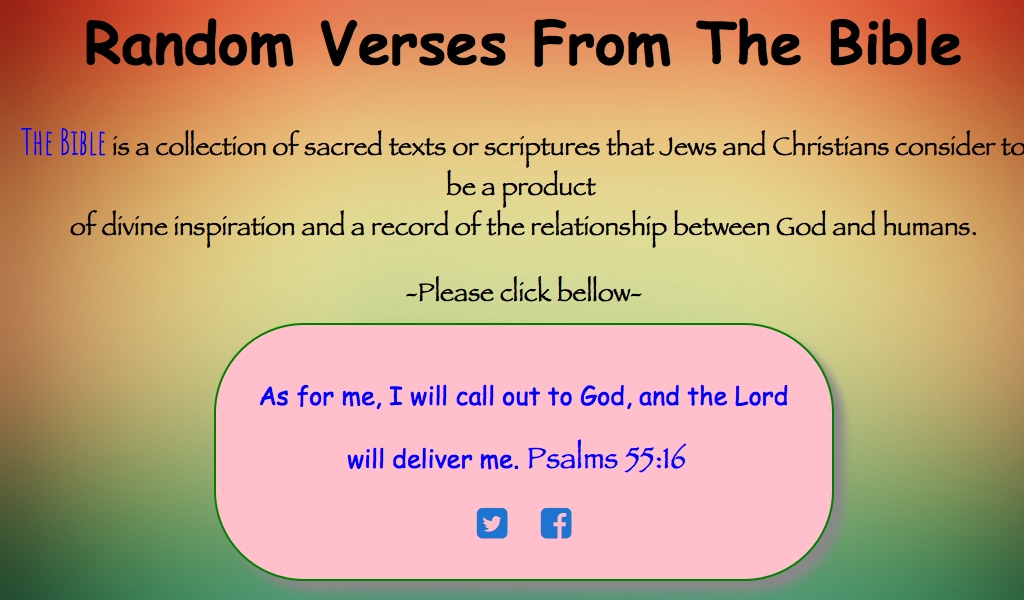 Random Verses From The Bible
The Bible is a collection of sacred texts or scriptures that Jews and Christians consider to
be a product
of divine inspiration and a record of the relationship between God and humans.
~Please click bellow~
As for me, I will call out to God, and the Lord
will deliver me. Psalms 55:16